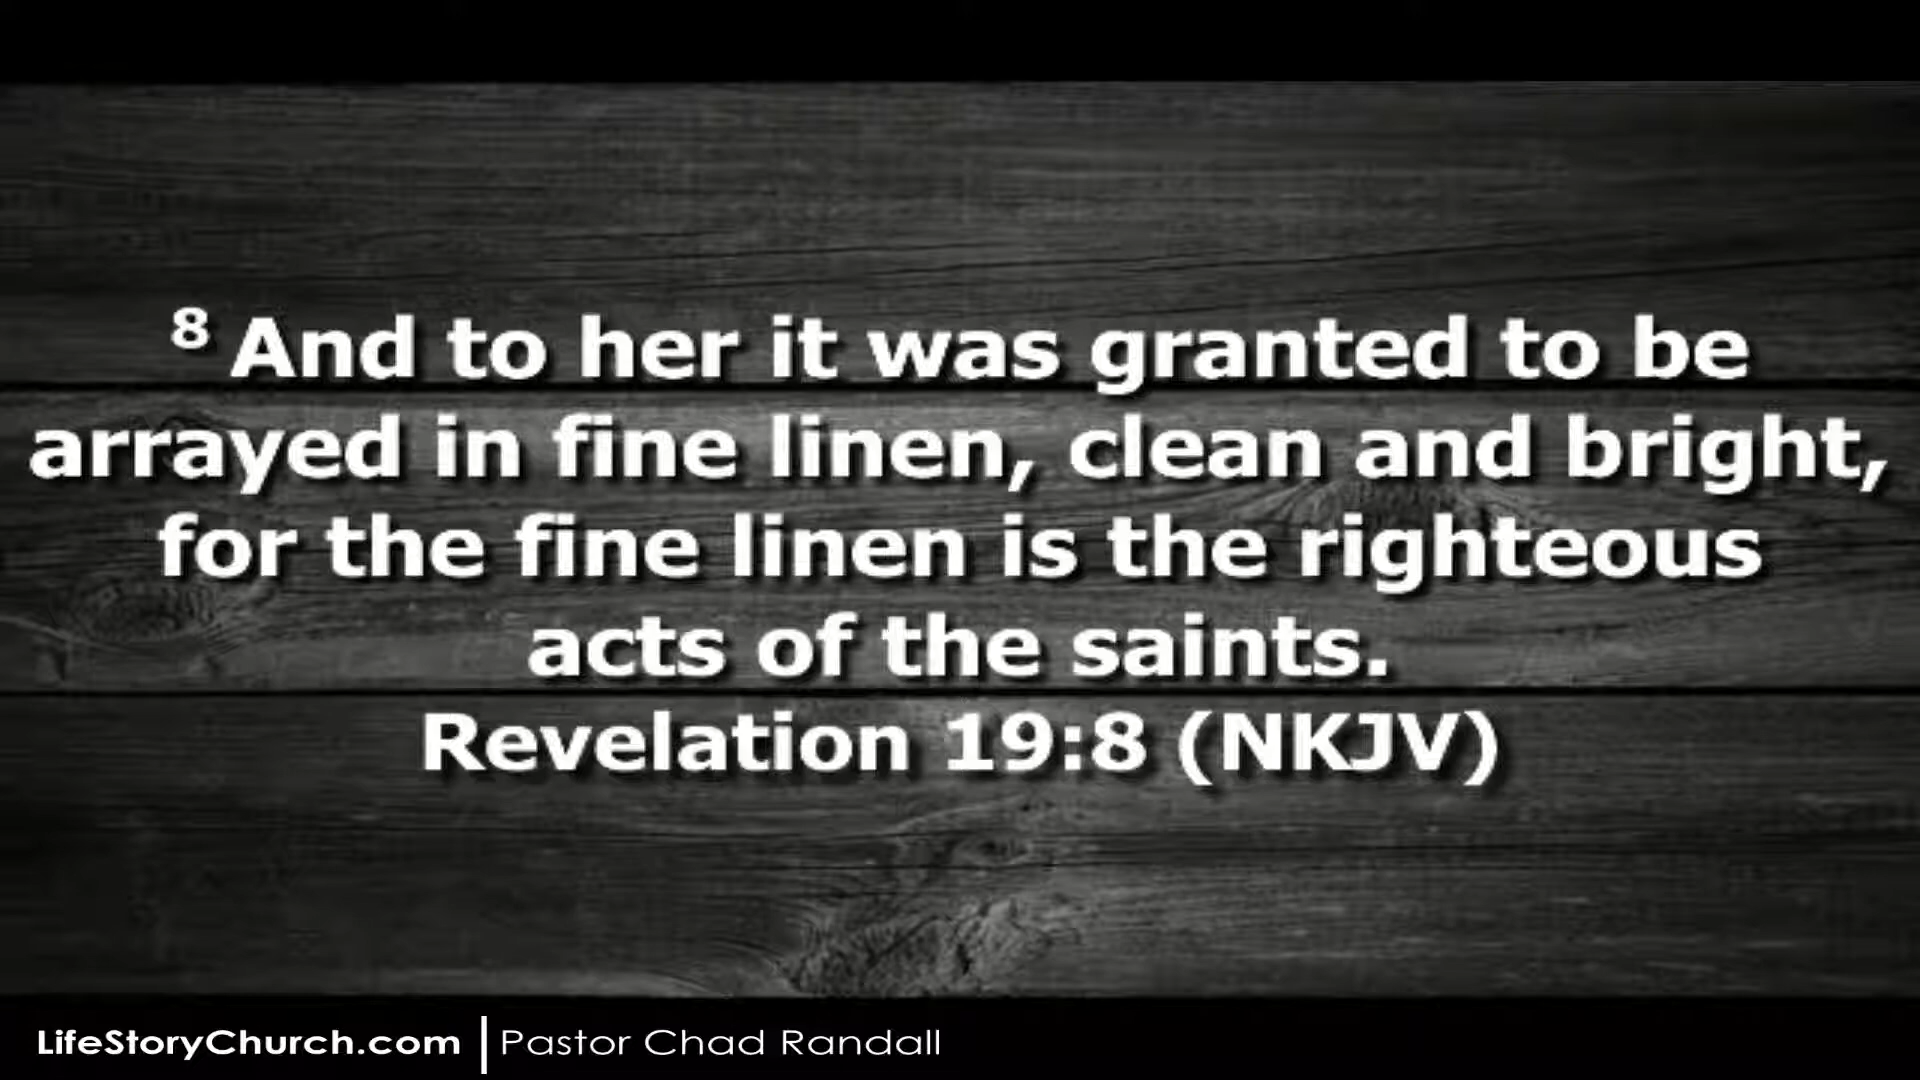 8 And to her it was granted to be
arrayed in fine linen, clean and bright,
for the fine linen is the righteous
acts of the saints.
Revelation 19:8 (NKJV)
LifeStoryChurch.com | Pastor Chad Randall